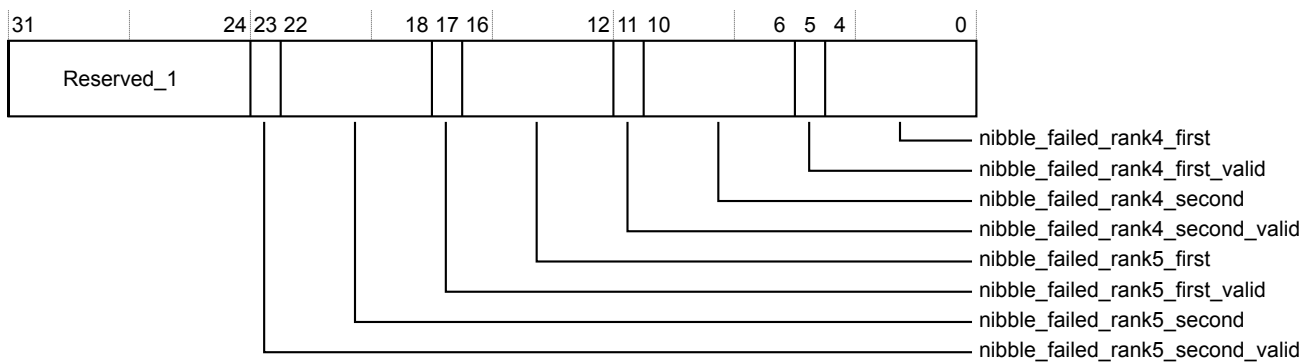 31 24 23 22 18 17 16 12 11 10 6 5 4 0
Reserved_1
nibble_failed_rank4_first
nibble_failed_rank4_first_valid
nibble_failed_rank4_second
nibble_failed_rank4_second_valid
nibble_failed_rank5_first
nibble_failed_rank5_first_valid
nibble_failed_rank5_second
nibble_failed_rank5_second_valid